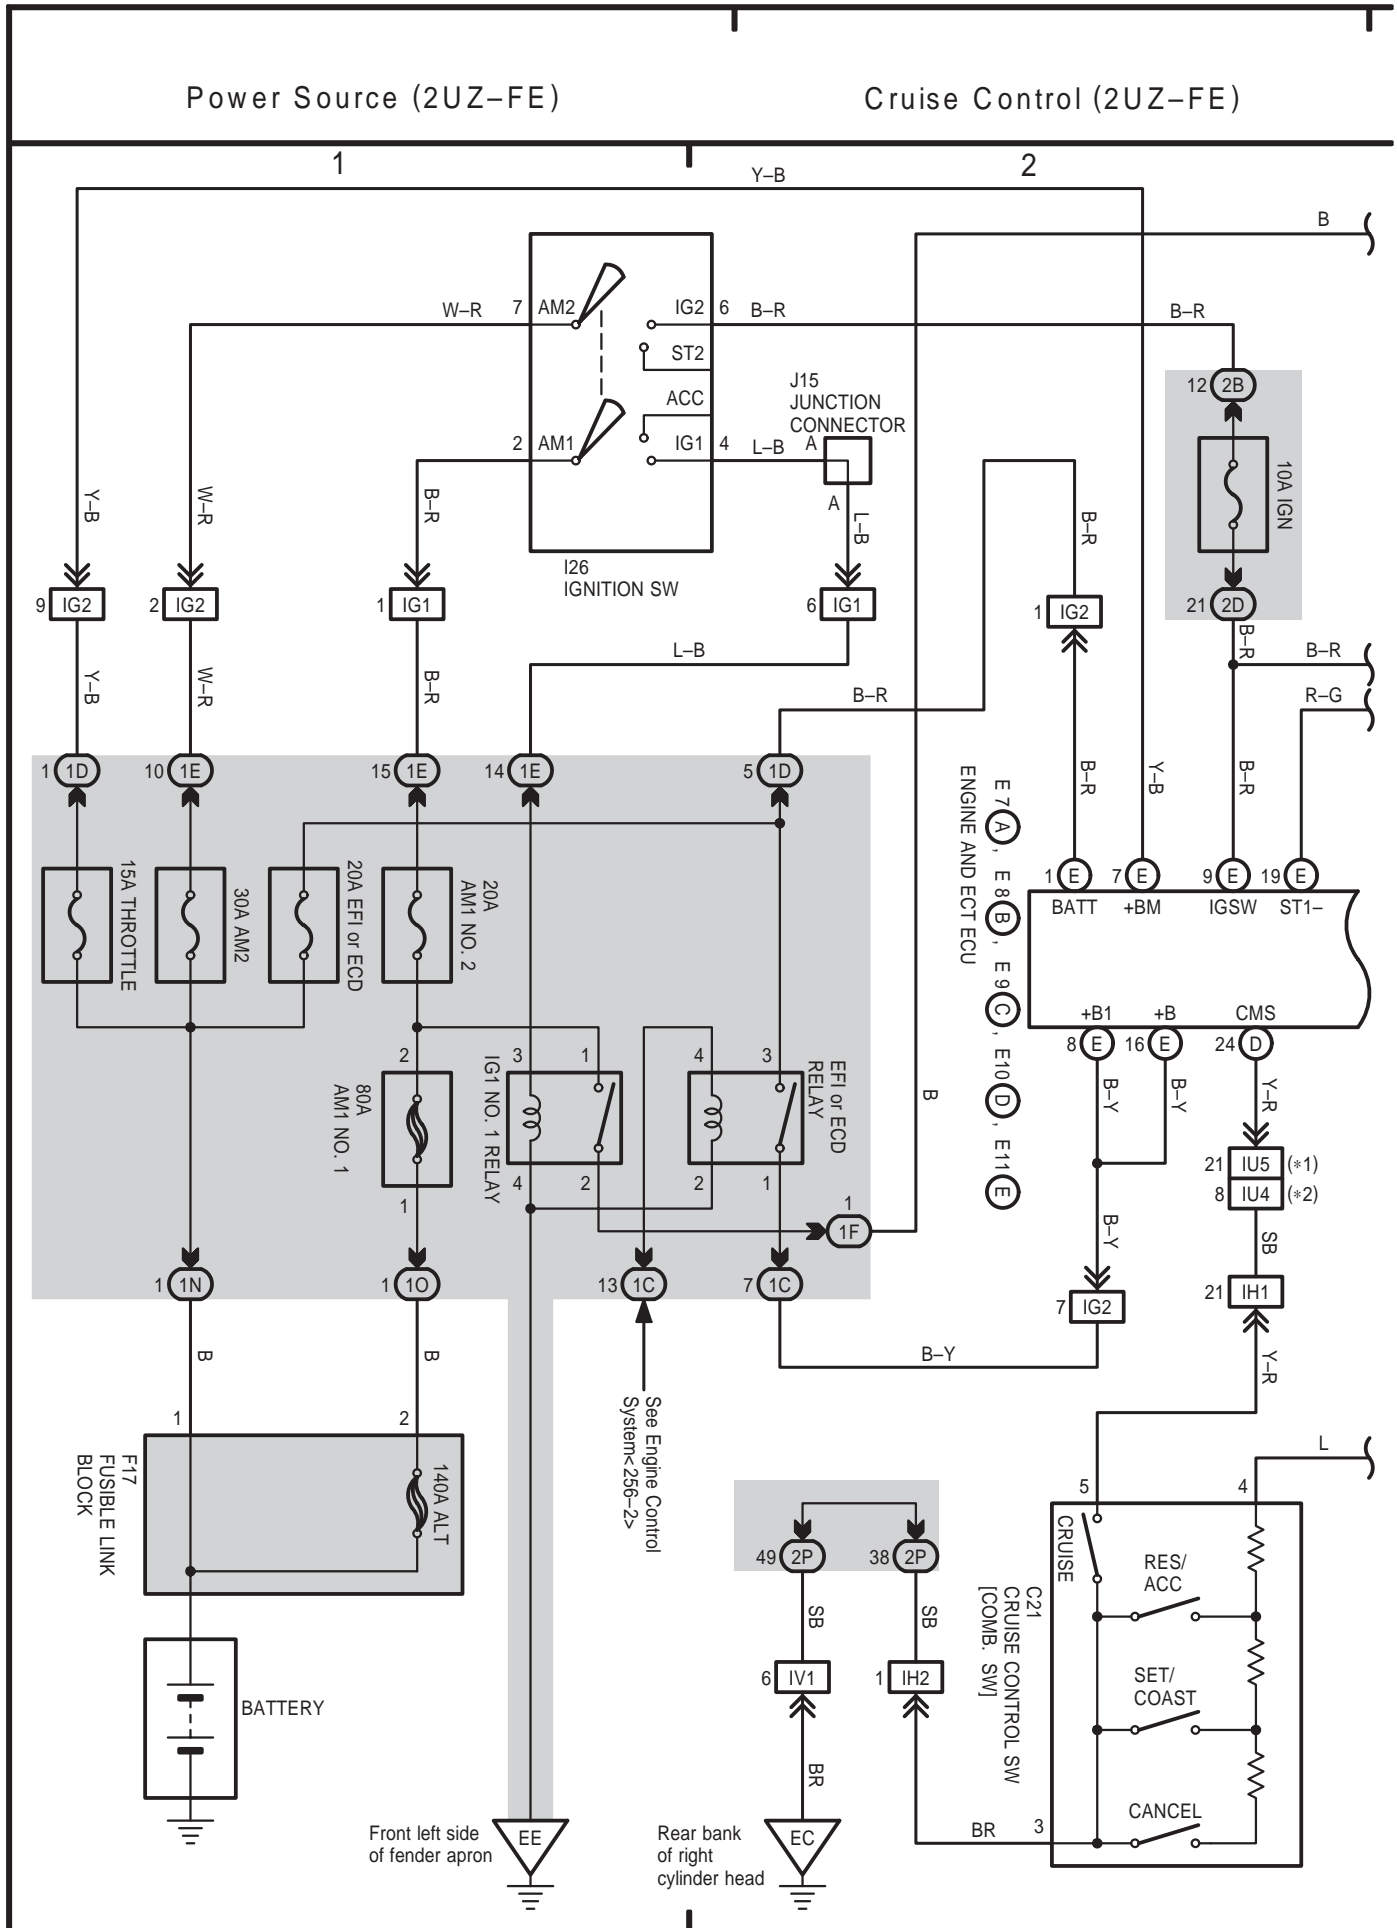 Power Source (2UZ–FE)
Cruise Control (2UZ–FE)
1
2
Y–B
B
W–R
7
AM2
IG2
6
B–R
B–R
ST2
J15
JUNCTION
CONNECTOR
12
2B
ACC
2
AM1
IG1
4
L–B
A
A
10A IGN
Y–B
W–R
B–R
L–B
B–R
I26
IGNITION SW
9
IG2
2
IG2
1
IG1
6
IG1
1
IG2
21
2D
Y–B
W–R
B–R
L–B
B–R
B–R
B–R
R–G
1
1D
10
1E
15
1E
14
1E
5
1D
B–R
Y–B
B–R
E 7 A , E 8 B , E 9 C , E10 D , E11 E
ENGINE AND ECT ECU
15A THROTTLE
30A AM2
20A EFI or ECD
20A
AM1 NO. 2
1
E
7
E
9
E
19
E
BATT
+BM
IGSW
ST1–
+B1
+B
CMS
8
E
16
E
24
D
2
3
1
4
3
80A
AM1 NO. 1
IG1 NO. 1 RELAY
EFI or ECD
RELAY
B
B–Y
B–Y
Y–R
1
4
2
2
1
21
IU5
(∗1)
8
IU4
(∗2)
1
1F
B–Y
SB
1
1N
1
1O
13
1C
7
1C
7
IG2
21
IH1
B
B
B–Y
Y–R
See Engine Control
System<256–2>
1
2
F17
FUSIBLE LINK
BLOCK
140A ALT
L
5
4
49
2P
38
2P
CRUISE
RES/
ACC
C21
CRUISE CONTROL SW
[COMB. SW]
SB
SB
6
IV1
1
IH2
SET/
COAST
BATTERY
BR
CANCEL
Front left side
of fender apron
EE
Rear bank
of right
cylinder head
EC
BR
3